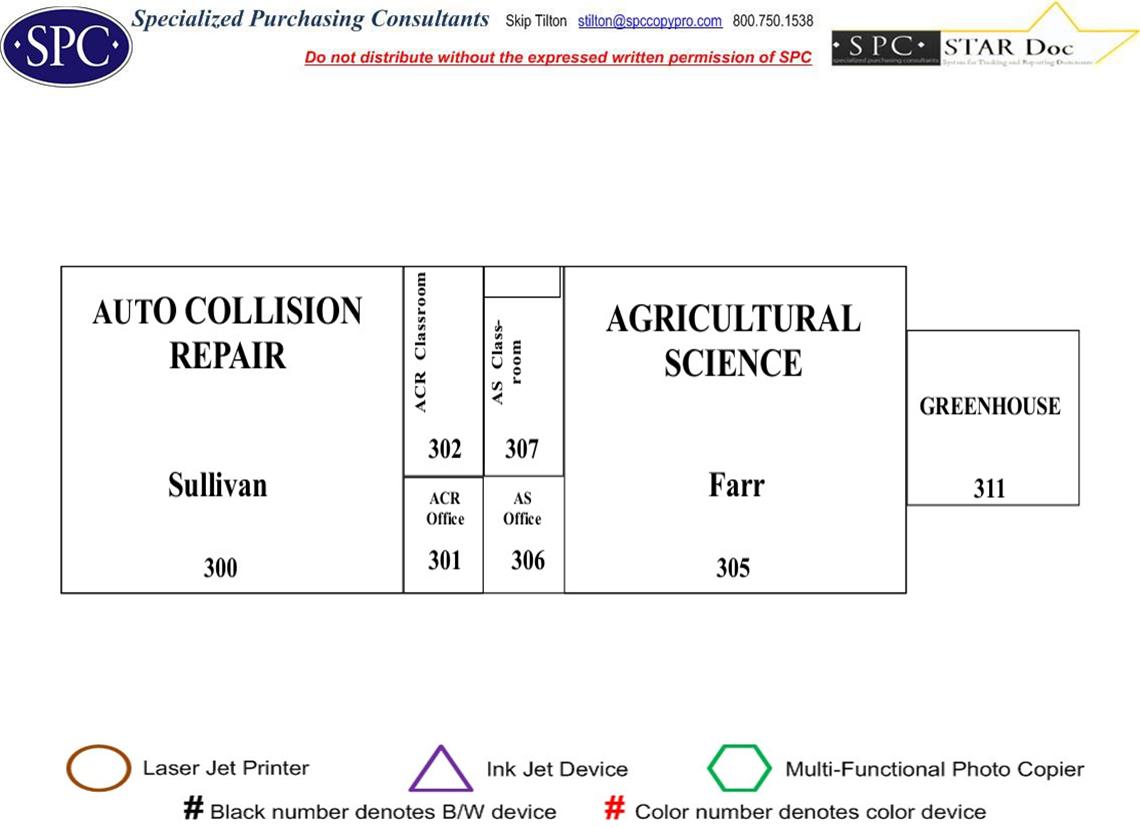 SPC
Specialized Purchasing Consultants Skip Tilton stilton@spccopypro.com 800.750.1538
Do not distribute without the expressed written permission of SPC
·SPC· STAR Doc
specialized purchasing consultants System for Tracking and Reporting Documents
AUTO COLLISION
REPAIR
Sullivan
300
ACR Classroom
302
ACR
Office
301
AS Class-
room
307
AS
Office
306
AGRICULTURAL
SCIENCE
Farr
305
GREENHOUSE
311
Laser Jet Printer
Ink Jet Device
Multi-Functional Photo Copier
# Black number denotes B/W device
# Color number denotes color device